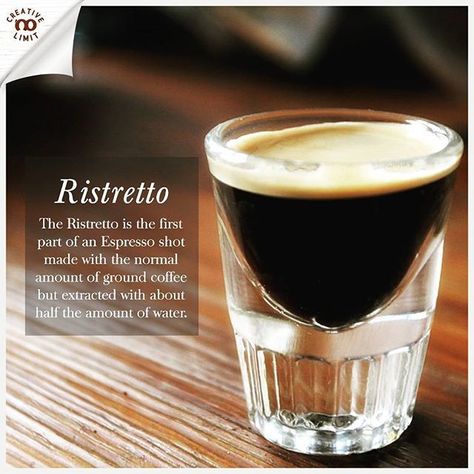 CREATIVE
LIMIT
Ristretto
The Ristretto is the first
part of an Espresso shot
made with the normal
amount of ground coffee
but extracted with about
half the amount of water.